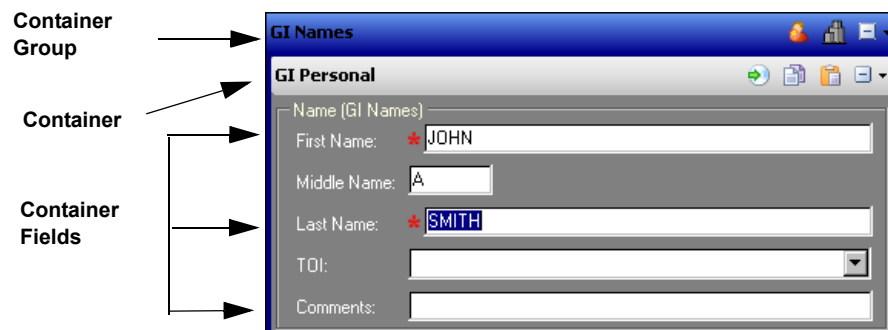 Container
Group
GI Names
GI Personal
Container
Name (GI Names)
First Name: * JOHN
Middle Name: A
Container
Fields
Last Name: * SMITH
TOI:
Comments: